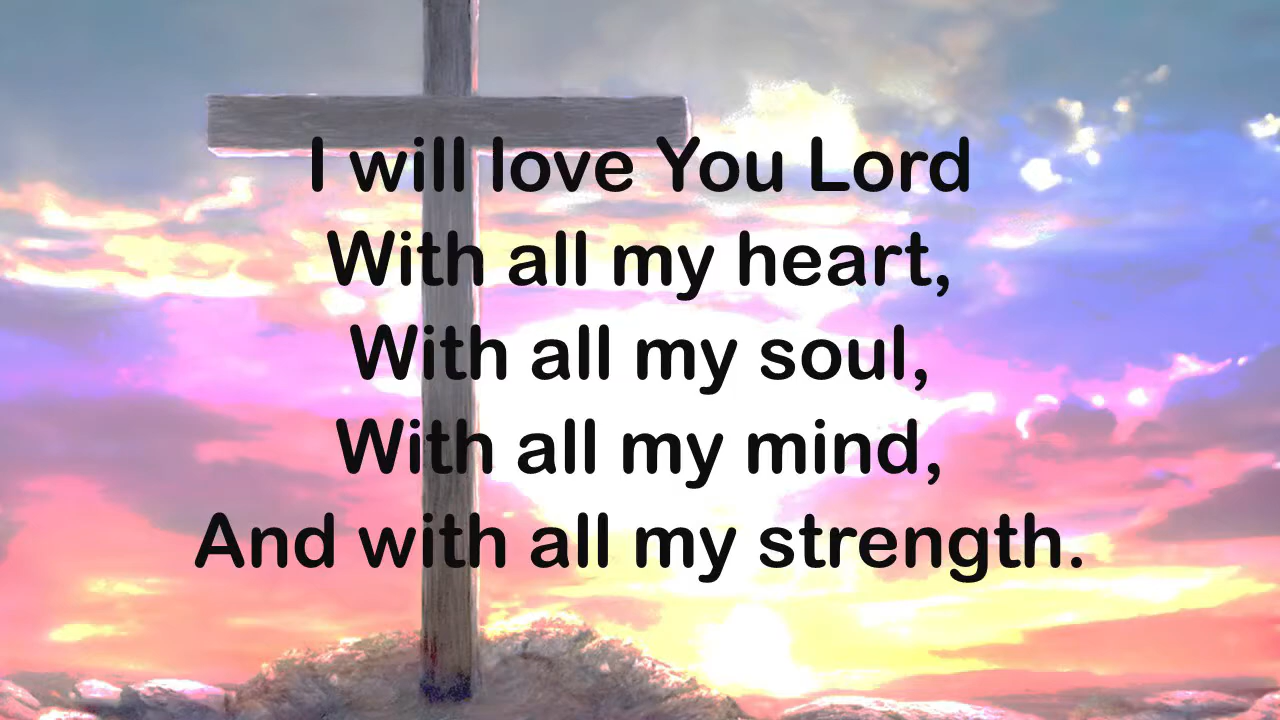 I will love You Lord
With all my heart,
With all my soul,
With all my mind,
And with all my strength.